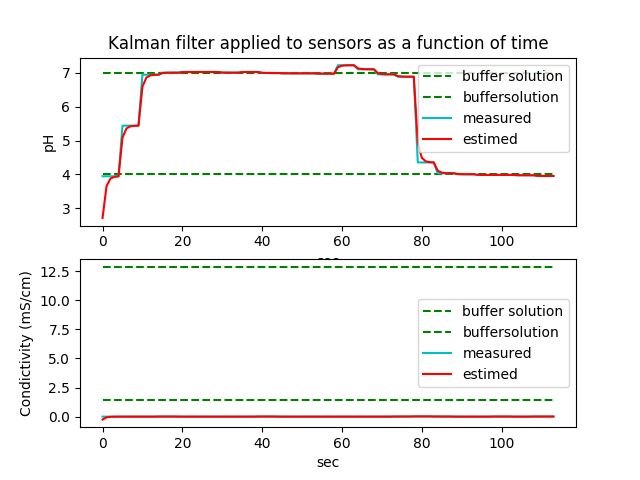 Kalman filter applied to sensors as a function of time
7
6
5
4
3
pH
buffer solution
buffersolution
measured
estimed
0 20 40 60 80 100
12.5
10.0
7.5
5.0
2.5
0.0
Condictivity (mS/cm)
buffer solution
buffersolution
measured
estimed
0 20 40 60 80 100
sec